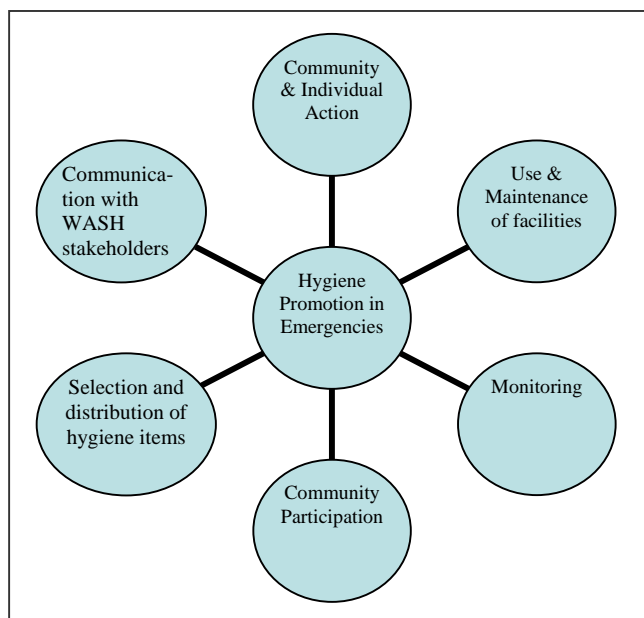 Community
& Individual
Action
Communica-
tion with
WASH
stakeholders
Use &
Maintenance
of facilities
Hygiene
Promotion in
Emergencies
Selection and
distribution of
hygiene items
Monitoring
Community
Participation